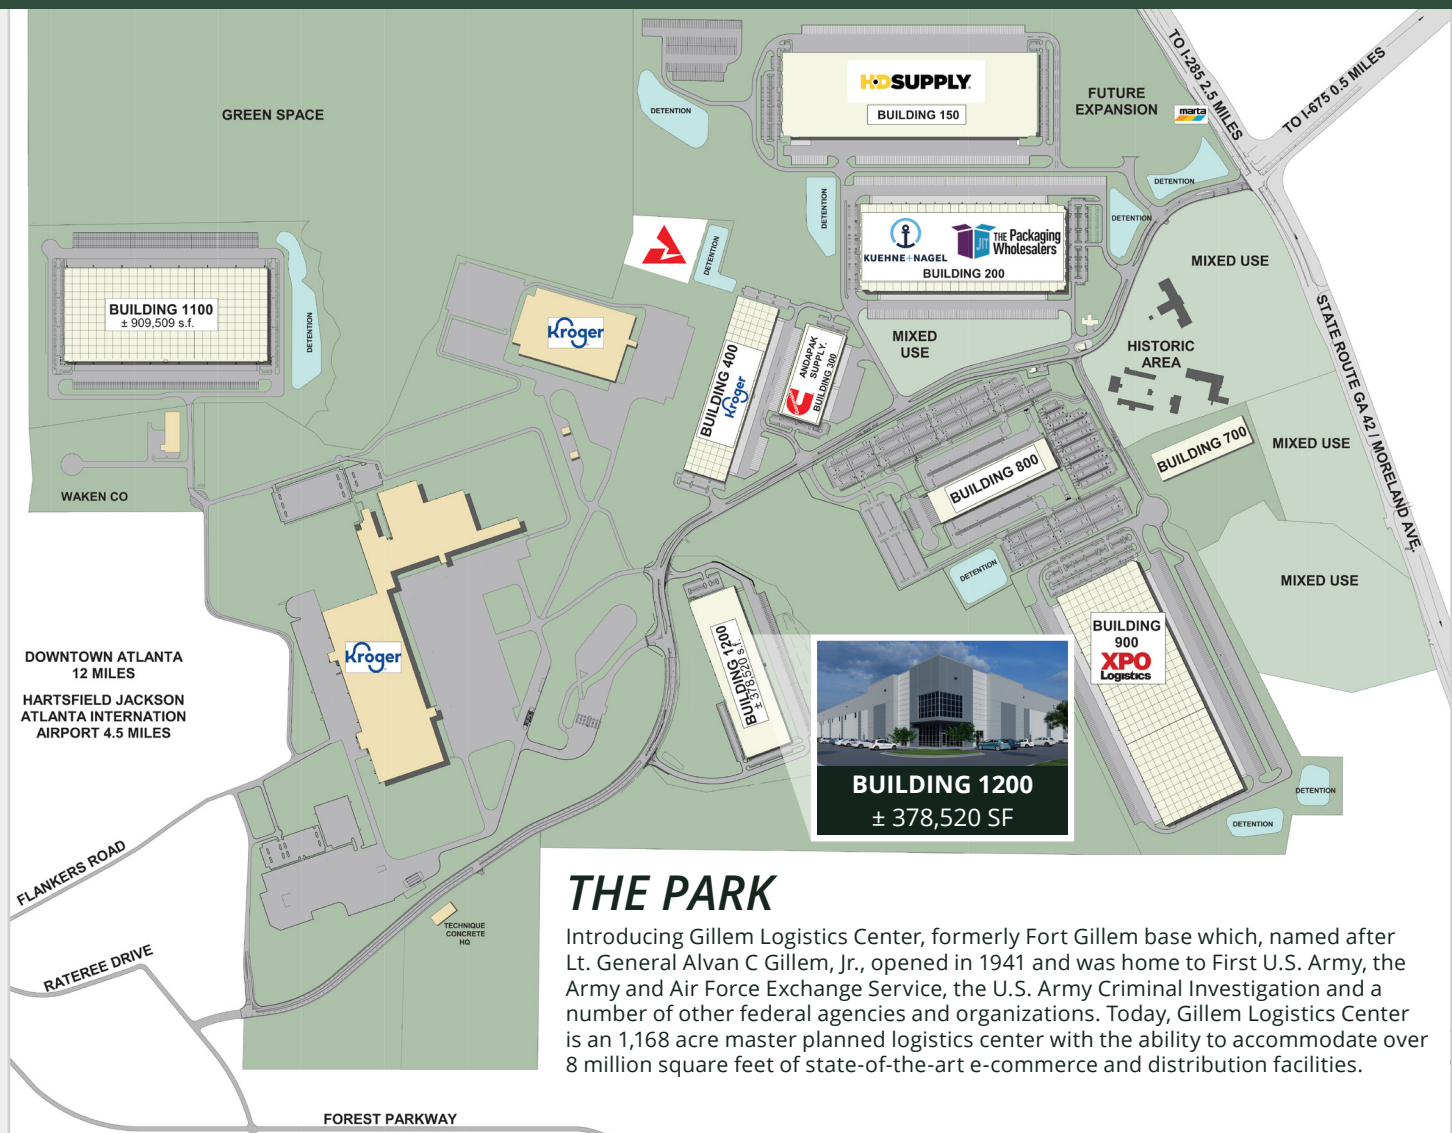 TO I-285 2.5 MILES
TO I-675 0.5 MILES
HDSUPPLY
BUILDING 150
FUTURE
EXPANSION
marta
DETENTION
GREEN SPACE
DETENTION
DETENTION
DETENTION
KUEHNE+NAGEL
JIT
THE Packaging
Wholesalers
BUILDING 200
MIXED USE
DETENTION
BUILDING 1100
± 909,509 s.f.
DETENTION
Kroger
BUILDING 400
Kroger
ANDAPAK
SUPPLY.
BUILDING 300
MIXED
USE
HISTORIC
AREA
STATE ROUTE GA 42 / MORELAND AVE.
BUILDING 700
MIXED USE
BUILDING 800
WAKEN CO
DETENTION
MIXED USE
BUILDING
900
XPO
Logistics
BUILDING 1200
± 378,520 s.f.
Kroger
DOWNTOWN ATLANTA
12 MILES
HARTSFIELD JACKSON
ATLANTA INTERNATION
AIRPORT 4.5 MILES
BUILDING 1200
± 378,520 SF
DETENTION
DETENTION
FLANKERS ROAD
TECHNIQUE
CONCRETE
HQ
RATEREE DRIVE
FOREST PARKWAY
THE PARK
Introducing Gillem Logistics Center, formerly Fort Gillem base which, named after
Lt. General Alvan C Gillem, Jr., opened in 1941 and was home to First U.S. Army, the
Army and Air Force Exchange Service, the U.S. Army Criminal Investigation and a
number of other federal agencies and organizations. Today, Gillem Logistics Center
is an 1,168 acre master planned logistics center with the ability to accommodate over
8 million square feet of state-of-the-art e-commerce and distribution facilities.